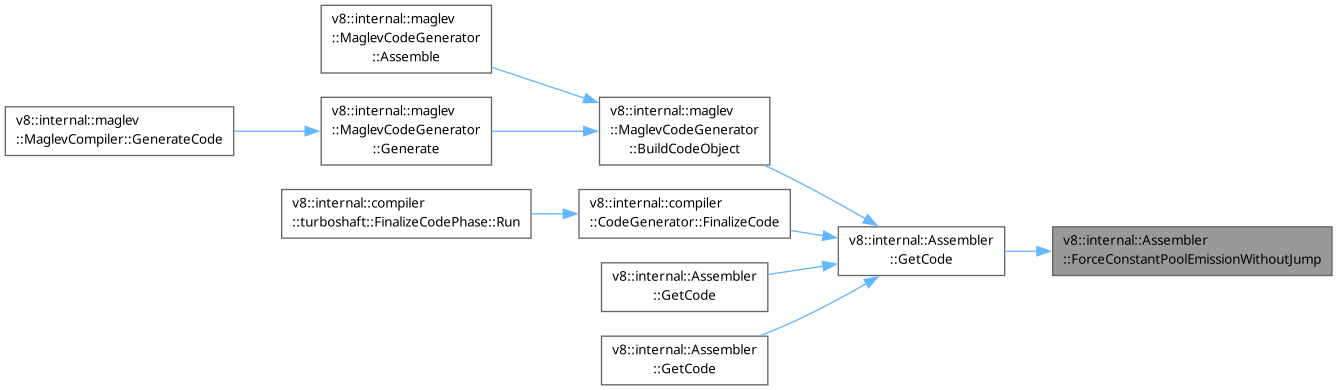 v8::internal::maglev
::MaglevCodeGenerator
::Assemble
v8::internal::maglev
::MaglevCompiler::GenerateCode
v8::internal::maglev
::MaglevCodeGenerator
::Generate
v8::internal::maglev
::MaglevCodeGenerator
::BuildCodeObject
v8::internal::compiler
::turboshaft::FinalizeCodePhase::Run
v8::internal::compiler
::CodeGenerator::FinalizeCode
v8::internal::Assembler
::GetCode
v8::internal::Assembler
::ForceConstantPoolEmissionWithoutJump
v8::internal::Assembler
::GetCode
v8::internal::Assembler
::GetCode